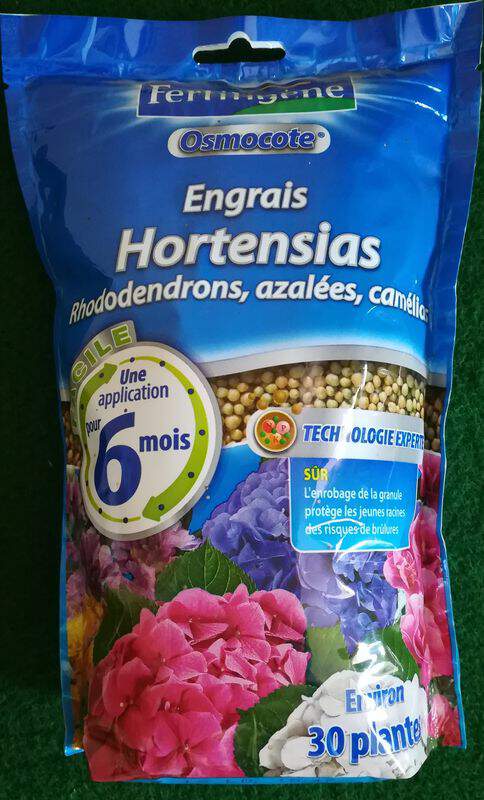 Fertiligène
Osmocote®
Engrais
Hortensias
Rhododendrons, azalées, camélias
CILE
Une
application
pour
6 mois
N P K
TECHNOLOGIE EXPERTE
SÛR
L'enrobage de la granule
protège les jeunes racines
des risques de brûlures
Environ
30 plantes